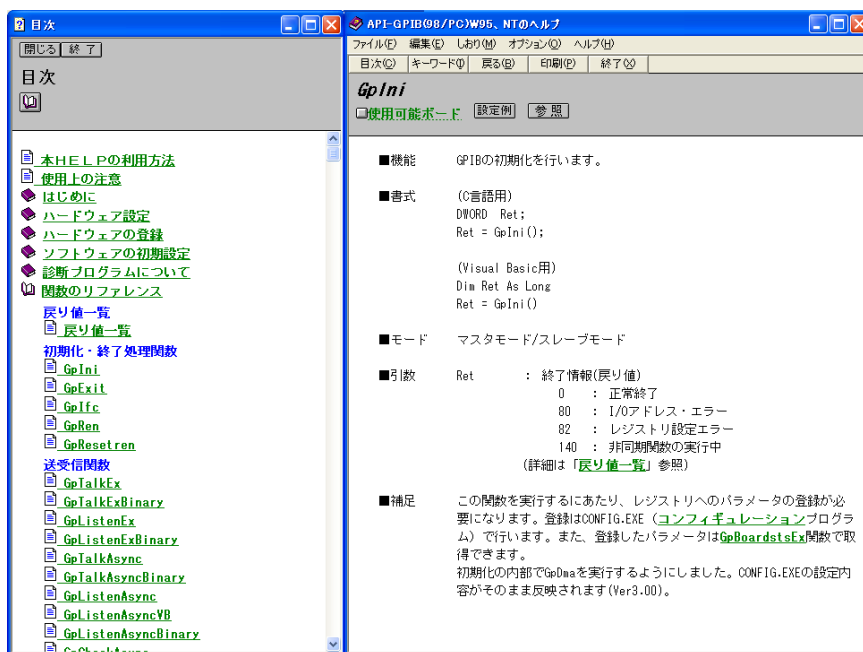 目次
閉じる 終 了
目次
本ＨＥＬＰの利用方法
使用上の注意
はじめに
ハードウェア設定
ハードウェアの登録
ソフトウェアの初期設定
診断プログラムについて
関数のリファレンス
戻り値一覧
戻り値一覧
初期化・終了処理関数
GpIni
GpExit
GpIfc
GpRen
GpResetren
送受信関数
GpTalkEx
GpTalkExBinary
GpListenEx
GpListenExBinary
GpTalkAsync
GpTalkAsyncBinary
GpListenAsync
GpListenAsyncVB
GpListenAsyncBinary
API-GPIB(98/PC)W95、NTのヘルプ
ファイル(F) 編集(E) しおり(M) オプション(O) ヘルプ(H)
目次(C) キーワード(I) 戻る(B) 印刷(P) 終了(X)
GpIni
使用可能ボード 設定例 参 照
■機能 GPIBの初期化を行います。
■書式 (C言語用)
DWORD Ret;
Ret = GpIni();
(Visual Basic用)
Dim Ret As Long
Ret = GpIni()
■モード マスタモード/スレーブモード
■引数 Ret : 終了情報(戻り値)
0 : 正常終了
80 : I/Oアドレス・エラー
82 : レジストリ設定エラー
140 : 非同期関数の実行中
(詳細は「戻り値一覧」参照)
■補足 この関数を実行するにあたり、レジストリへのパラメータの登録が必
要になります。登録はCONFIG.EXE（コンフィギュレーションプログラ
ム）で行います。また、登録したパラメータはGpBoardstsEx関数で取
得できます。
初期化の内部でGpDmaを実行するようにしました。CONFIG.EXEの設定内
容がそのまま反映されます(Ver3.00)。